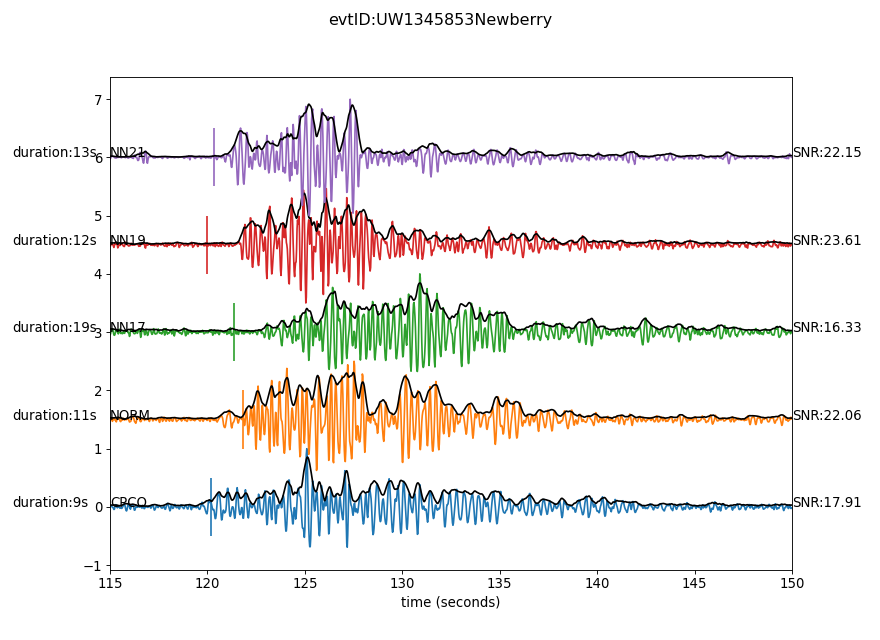 evtID:UW1345853Newberry
7
duration:13s 6 NN21 SNR:22.15
5
duration:12s NN19 SNR:23.61
4
duration:19s 3 NN17 SNR:16.33
2
duration:11s NORM SNR:22.06
1
duration:9s 0 CPCO SNR:17.91
−1
115 120 125 130 135 140 145 150
time (seconds)